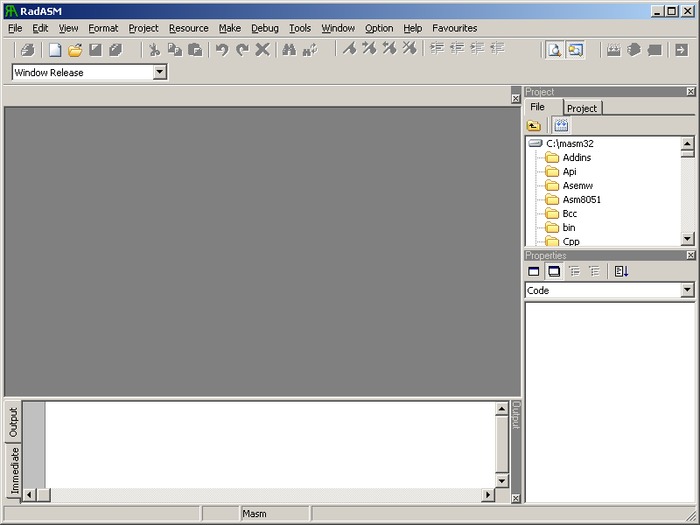 RadASM
File Edit View Format Project Resource Make Debug Tools Window Option Help Favourites
Window Release
Project
File Project
C:\masm32
Addins
Api
Asemw
Asm8051
Bcc
bin
Cpp
Properties
Code
Output
Immediate
Output
Masm